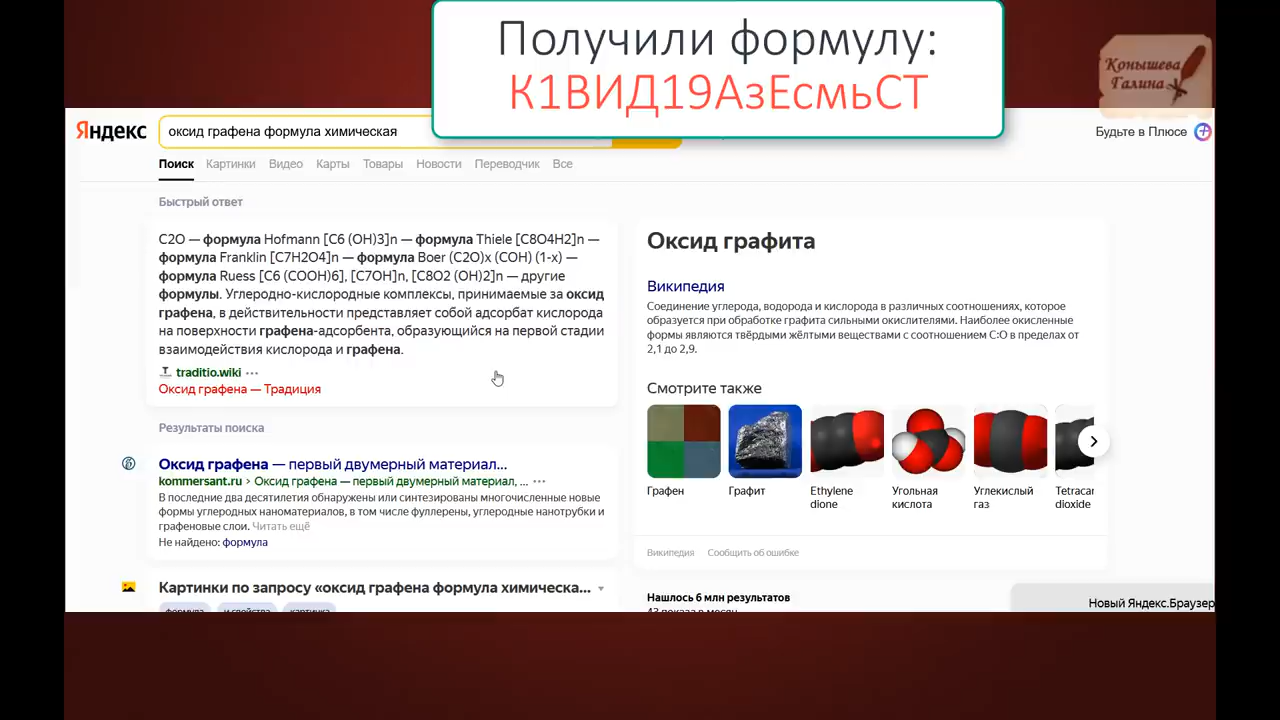 Получили формулу:
К1ВИД19АзЕсмьСТ
Конышева
Галина
Яндекс
оксид графена формула химическая
Будьте в Плюсе
Поиск Картинки Видео Карты Товары Новости Переводчик Все
Быстрый ответ
C2O — формула Hofmann [C6 (OH)3]n — формула Thiele [C8O4H2]n —
формула Franklin [C7H2O4]n — формула Boer (C2O)x (COH) (1-x) —
формула Ruess [C6 (COOH)6], [C7OH]n, [C8O2 (OH)2]n — другие
формулы. Углеродно-кислородные комплексы, принимаемые за оксид
графена, в действительности представляет собой адсорбат кислорода
на поверхности графена-адсорбента, образующийся на первой стадии
взаимодействия кислорода и графена.
traditio.wiki
Оксид графена — Традиция
Результаты поиска
Оксид графена — первый двумерный материал...
kommersant.ru › Оксид графена — первый двумерный материал, ...
В последние два десятилетия обнаружены или синтезированы многочисленные новые
формы углеродных наноматериалов, в том числе фуллерены, углеродные нанотрубки и
графеновые слои. Читать ещё
Не найдено: формула
Картинки по запросу «оксид графена формула химическа...
формула и свойства картинка
Оксид графита
Википедия
Соединение углерода, водорода и кислорода в различных соотношениях, которое
образуется при обработке графита сильными окислителями. Наиболее окисленные
формы являются твёрдыми жёлтыми веществами с соотношением C:O в пределах от
2,1 до 2,9.
Смотрите также
Графен
Графит
Ethylene
dione
Угольная
кислота
Углекислый
газ
Tetracar
dioxide
Википедия Сообщить об ошибке
Нашлось 6 млн результатов
43 показа в месяц
Новый Яндекс.Браузер